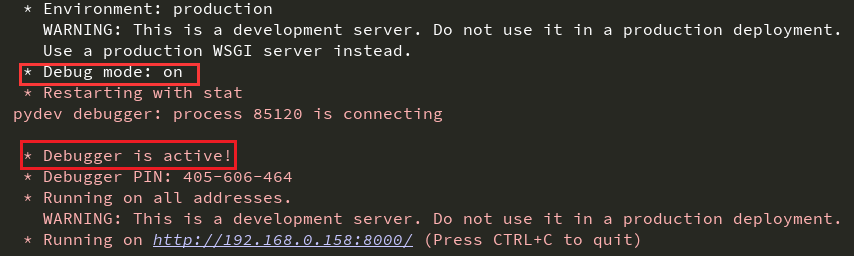 * Environment: production
WARNING: This is a development server. Do not use it in a production deployment.
Use a production WSGI server instead.
* Debug mode: on
* Restarting with stat
pydev debugger: process 85120 is connecting
* Debugger is active!
* Debugger PIN: 405-606-464
* Running on all addresses.
WARNING: This is a development server. Do not use it in a production deployment.
* Running on http://192.168.0.158:8000/ (Press CTRL+C to quit)